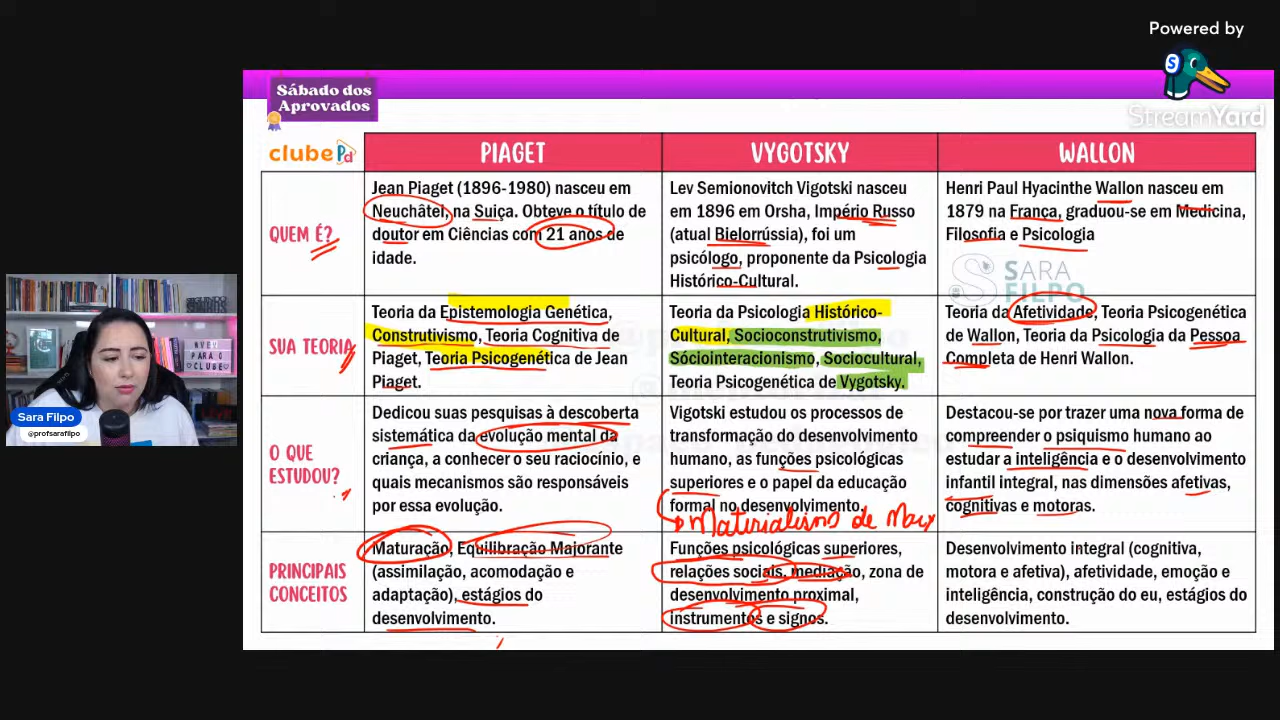 Powered by
StreamYard
Sábado dos
Aprovados
clube Pd
PIAGET
VYGOTSKY
WALLON
QUEM É?
Jean Piaget (1896-1980) nasceu em
Neuchâtel, na Suiça. Obteve o título de
doutor em Ciências com 21 anos de
idade.
Lev Semionovitch Vigotski nasceu
em 1896 em Orsha, Império Russo
(atual Bielorrússia), foi um
psicólogo, proponente da Psicologia
Histórico-Cultural.
Henri Paul Hyacinthe Wallon nasceu em
1879 na França, graduou-se em Medicina,
Filosofia e Psicologia
SARA
FILPO
SUA TEORIA
Teoria da Epistemologia Genética,
Construtivismo, Teoria Cognitiva de
Piaget, Teoria Psicogenética de Jean
Piaget.
Teoria da Psicologia Histórico-
Cultural, Socioconstrutivismo,
Sóciointeracionismo, Sociocultural,
Teoria Psicogenética de Vygotsky.
Teoria da Afetividade, Teoria Psicogenética
de Wallon, Teoria da Psicologia da Pessoa
Completa de Henri Wallon.
O QUE
ESTUDOU?
Dedicou suas pesquisas à descoberta
sistemática da evolução mental da
criança, a conhecer o seu raciocínio, e
quais mecanismos são responsáveis
por essa evolução.
Vigotski estudou os processos de
transformação do desenvolvimento
humano, as funções psicológicas
superiores e o papel da educação
formal no desenvolvimento.
Materialismo de Marx
Destacou-se por trazer uma nova forma de
compreender o psiquismo humano ao
estudar a inteligência e o desenvolvimento
infantil integral, nas dimensões afetivas,
cognitivas e motoras.
PRINCIPAIS
CONCEITOS
Maturação, Equilibração Majorante
(assimilação, acomodação e
adaptação), estágios do
desenvolvimento.
Funções psicológicas superiores,
relações sociais, mediação, zona de
desenvolvimento proximal,
instrumentos e signos.
Desenvolvimento integral (cognitiva,
motora e afetiva), afetividade, emoção e
inteligência, construção do eu, estágios do
desenvolvimento.
VEM
PARA O
CLUBE
Sara Filpo
@profsarafilpo